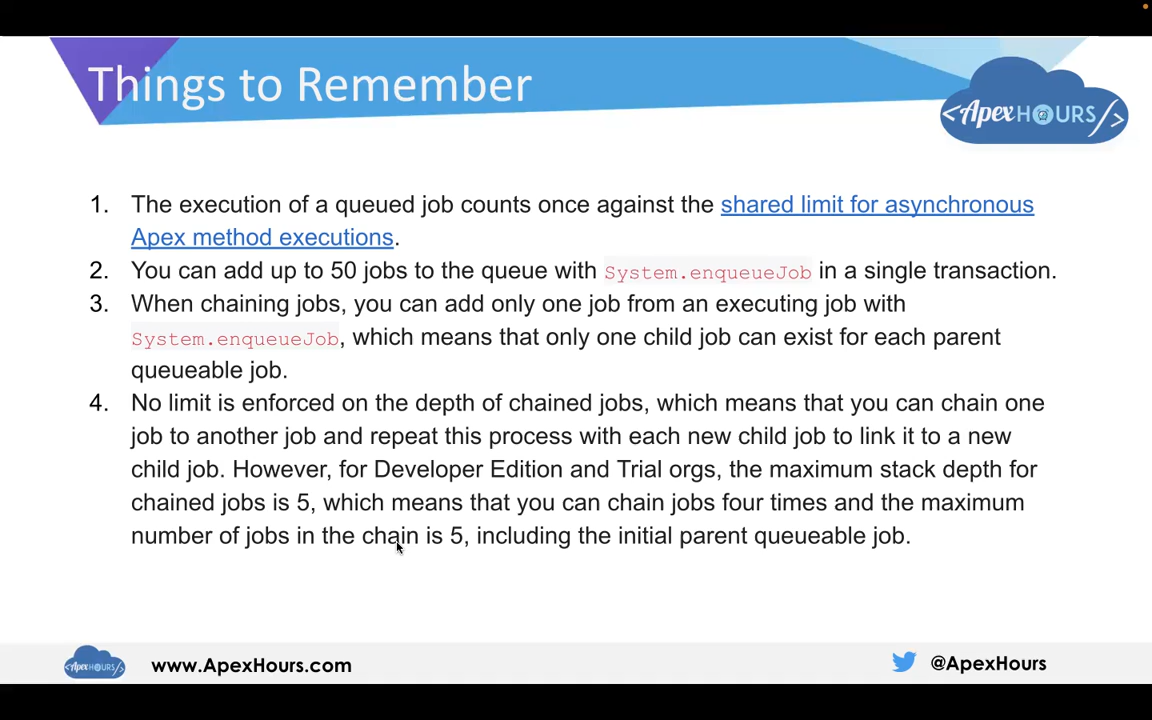 Things to Remember
<ApexHOURS/>
1. The execution of a queued job counts once against the shared limit for asynchronous
Apex method executions.
2. You can add up to 50 jobs to the queue with System.enqueueJob in a single transaction.
3. When chaining jobs, you can add only one job from an executing job with
System.enqueueJob, which means that only one child job can exist for each parent
queueable job.
4. No limit is enforced on the depth of chained jobs, which means that you can chain one
job to another job and repeat this process with each new child job to link it to a new
child job. However, for Developer Edition and Trial orgs, the maximum stack depth for
chained jobs is 5, which means that you can chain jobs four times and the maximum
number of jobs in the chain is 5, including the initial parent queueable job.
<ApexHOURS/> www.ApexHours.com @ApexHours